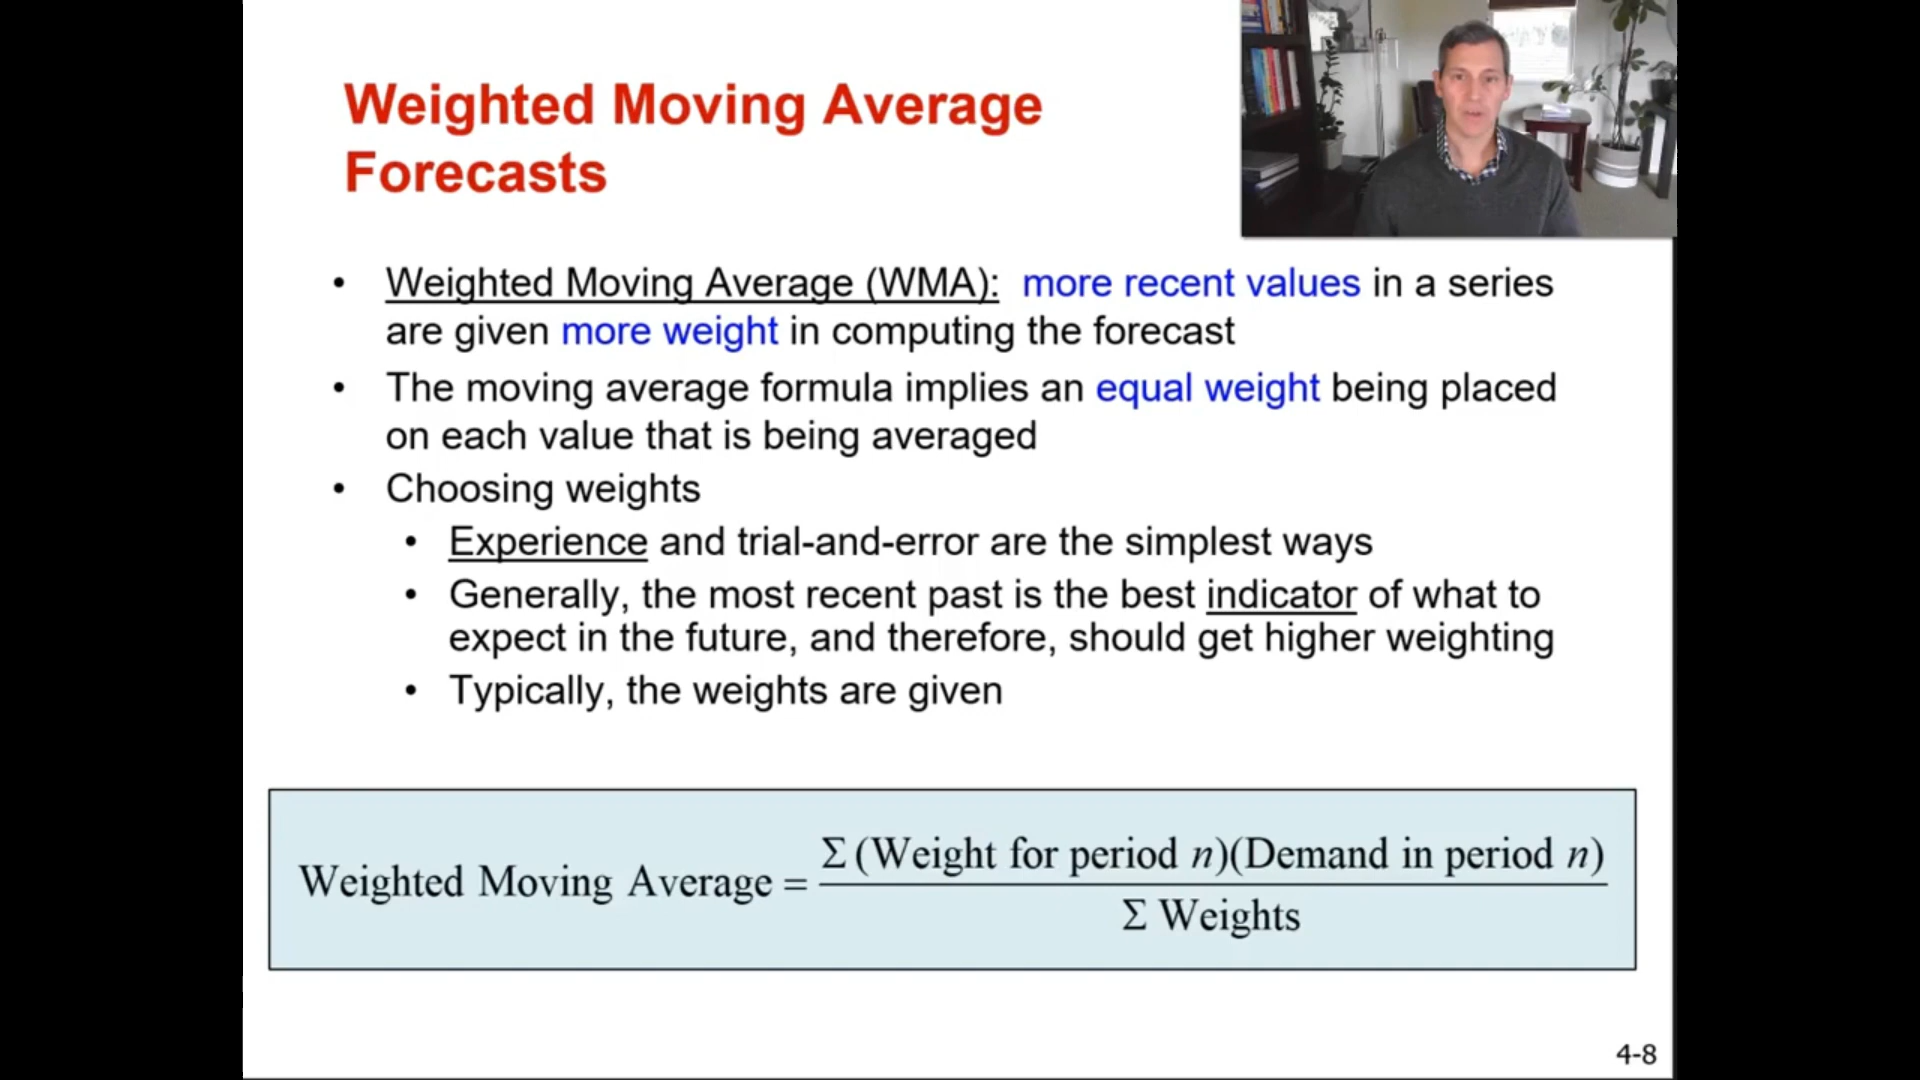 Weighted Moving Average
Forecasts
• Weighted Moving Average (WMA): more recent values in a series
are given more weight in computing the forecast
• The moving average formula implies an equal weight being placed
on each value that is being averaged
• Choosing weights
• Experience and trial-and-error are the simplest ways
• Generally, the most recent past is the best indicator of what to
expect in the future, and therefore, should get higher weighting
• Typically, the weights are given
Weighted Moving Average = Σ (Weight for period n)(Demand in period n)
Σ Weights
4-8